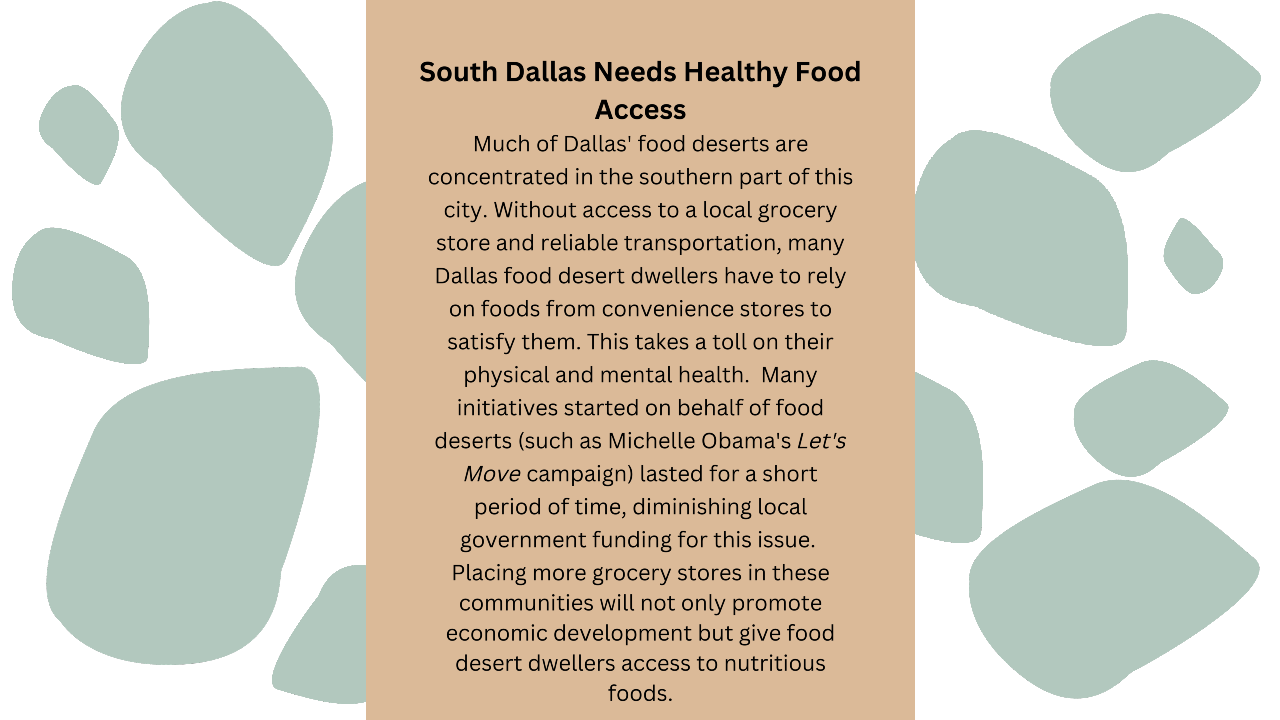 South Dallas Needs Healthy Food
Access
Much of Dallas' food deserts are
concentrated in the southern part of this
city. Without access to a local grocery
store and reliable transportation, many
Dallas food desert dwellers have to rely
on foods from convenience stores to
satisfy them. This takes a toll on their
physical and mental health.  Many
initiatives started on behalf of food
deserts (such as Michelle Obama's Let's
Move campaign) lasted for a short
period of time, diminishing local
government funding for this issue.
Placing more grocery stores in these
communities will not only promote
economic development but give food
desert dwellers access to nutritious
foods.